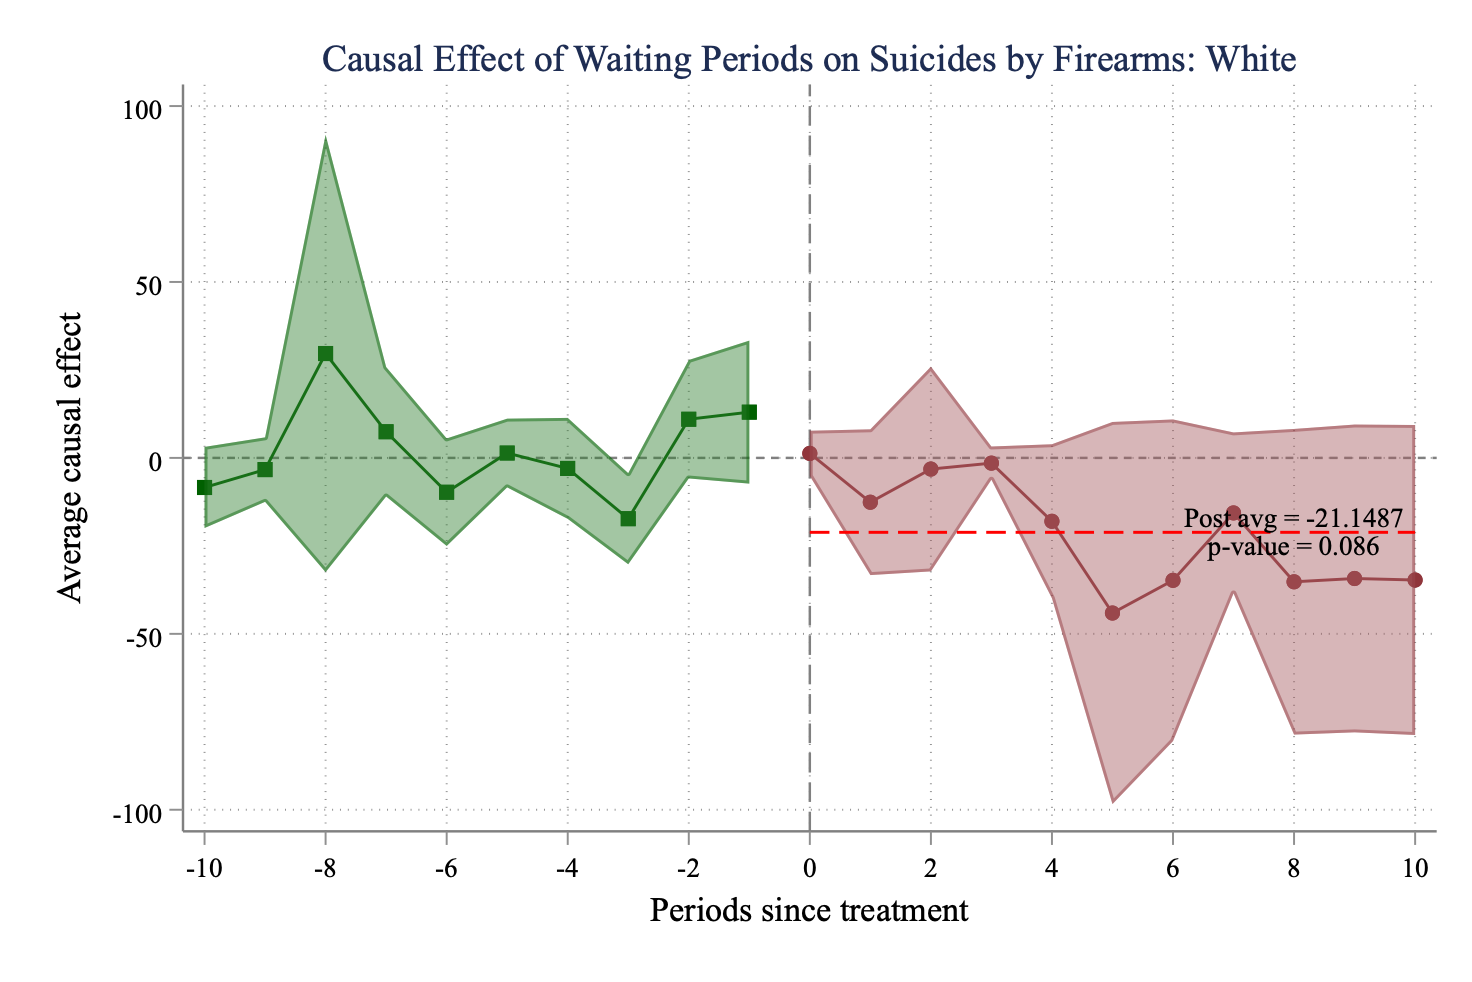 Causal Effect of Waiting Periods on Suicides by Firearms: White
Average causal effect
100
50
0
-50
-100
Post avg = -21.1487
p-value = 0.086
-10 -8 -6 -4 -2 0 2 4 6 8 10
Periods since treatment